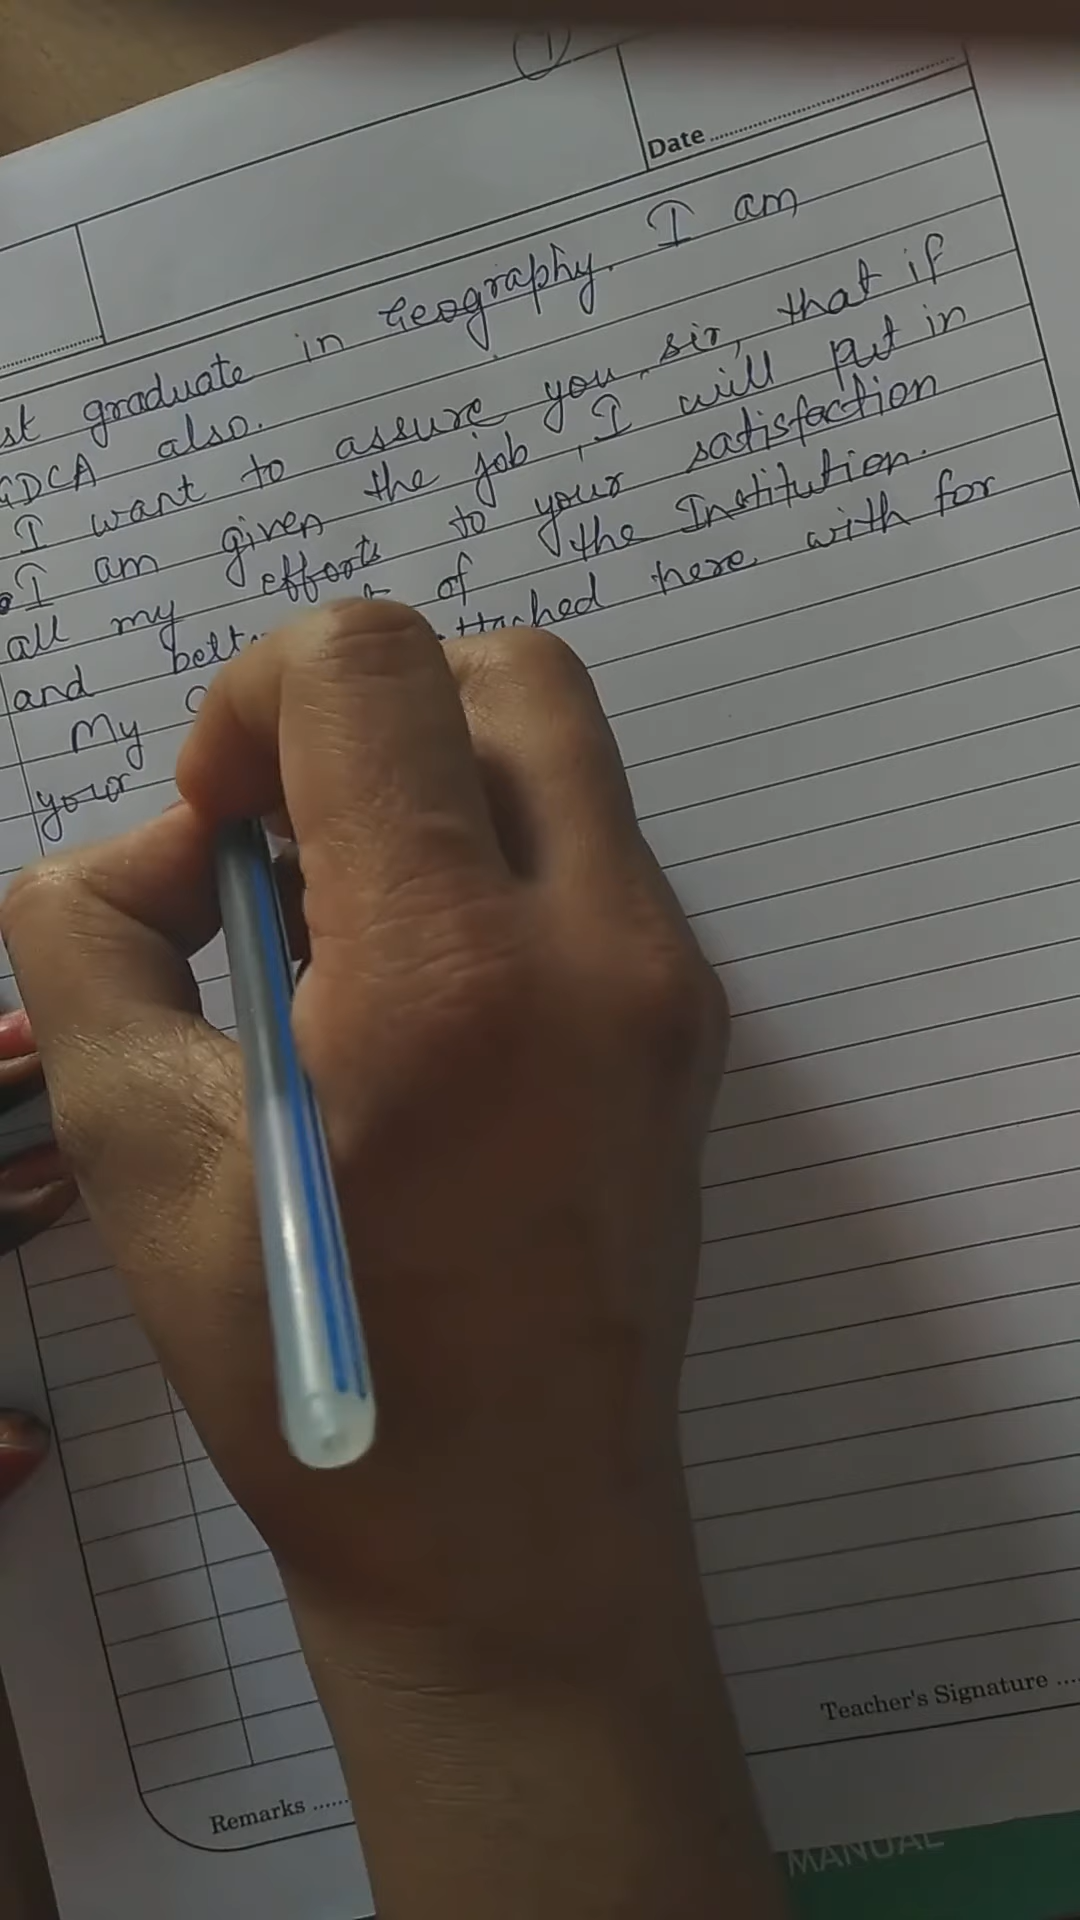 1
Date
st graduate in Geography. I am
GDCA also.
I want to assure you, sir, that if
I am given the job, I will put in
all my efforts to your satisfaction
and of the Institution.
My attached here with for
your
Teacher's Signature
Remarks
MANUAL